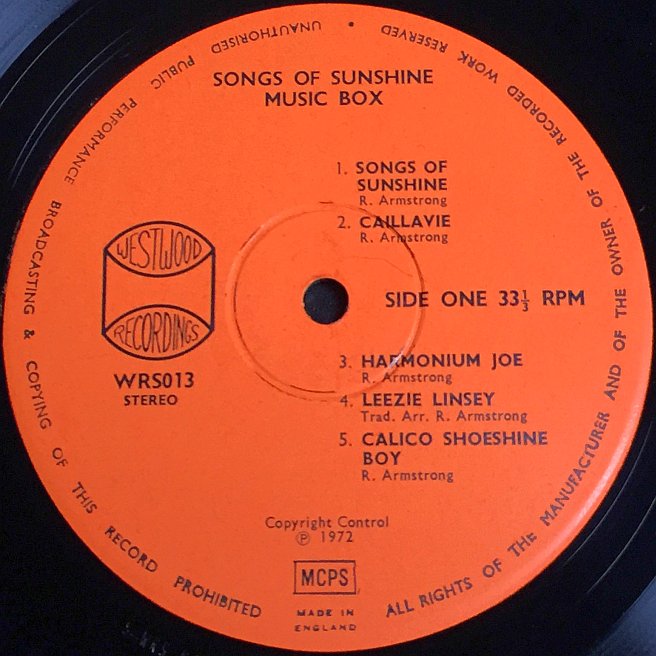 ALL RIGHTS OF THE MANUFACTURER AND OF THE OWNER OF THE RECORDED WORK RESERVED • UNAUTHORISED PUBLIC PERFORMANCE BROADCASTING & COPYING OF THIS RECORD PROHIBITED
SONGS OF SUNSHINE
MUSIC BOX
1. SONGS OF
SUNSHINE
R. Armstrong
2. CAILLAVIE
R. Armstrong
WESTWOOD
RECORDINGS
SIDE ONE 33⅓ RPM
WRS013
STEREO
3. HARMONIUM JOE
R. Armstrong
4. LEEZIE LINSEY
Trad. Arr. R. Armstrong
5. CALICO SHOESHINE
BOY
R. Armstrong
Copyright Control
℗ 1972
MCPS
MADE IN
ENGLAND